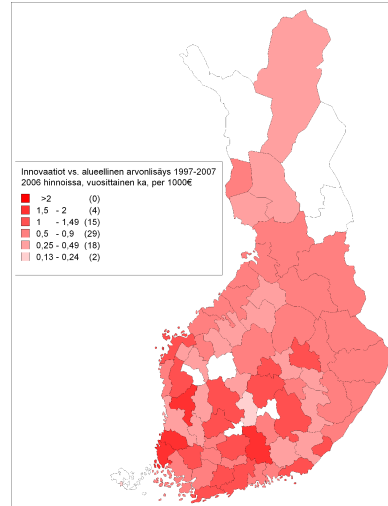 Innovaatiot vs. alueellinen arvonlisäys 1997-2007
2006 hinnoissa, vuosittainen ka, per 1000€
>2 (0)
1,5 - 2 (4)
1 - 1,49 (15)
0,5 - 0,9 (29)
0,25 - 0,49 (18)
0,13 - 0,24 (2)